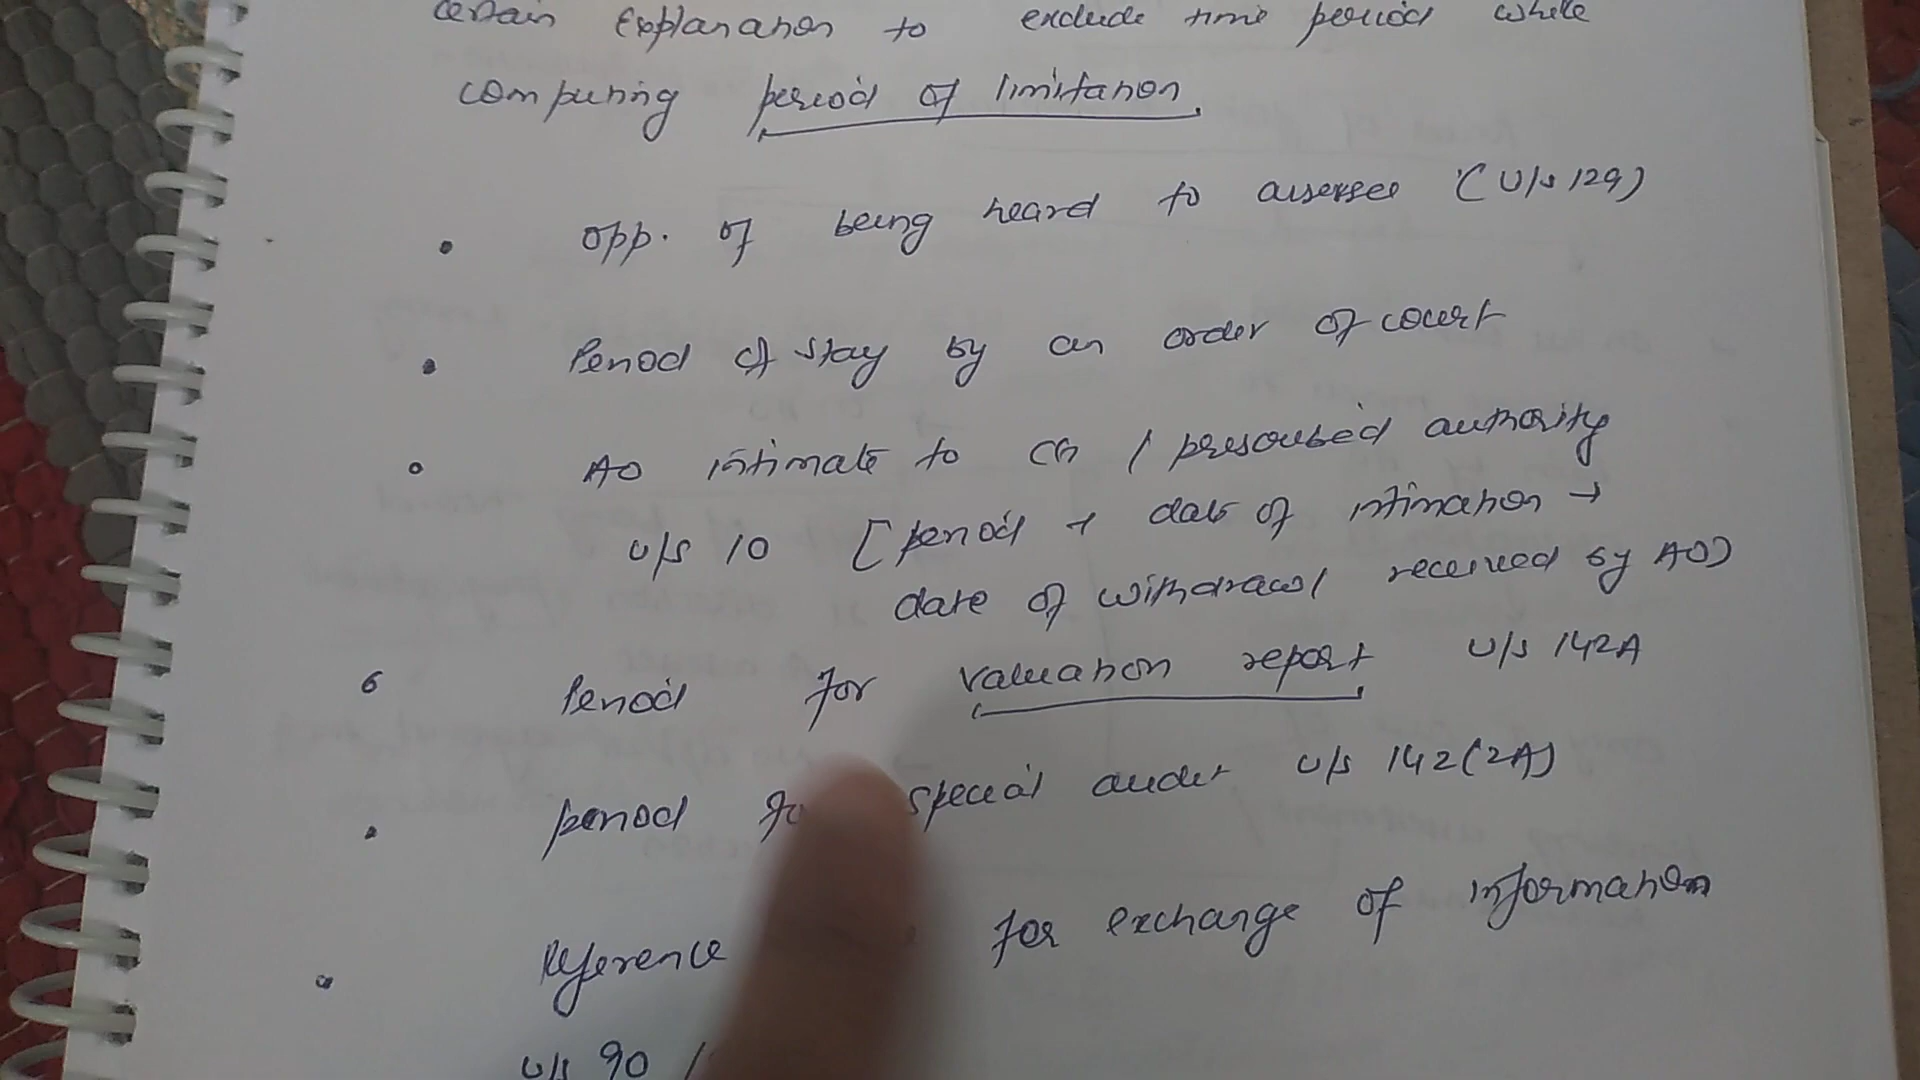 certain Explanation to exclude time period while
computing period of limitation.
• opp. of being heard to assessee (U/s 129)
• Period of stay by an order of court
• AO intimate to CG / prescribed authority
u/s 10 [period → date of intimation →
date of withdrawl received by AO]
• Period for valuation report U/s 142A
• period for special audit U/s 142(2A)
• Reference for exchange of information
u/s 90 /